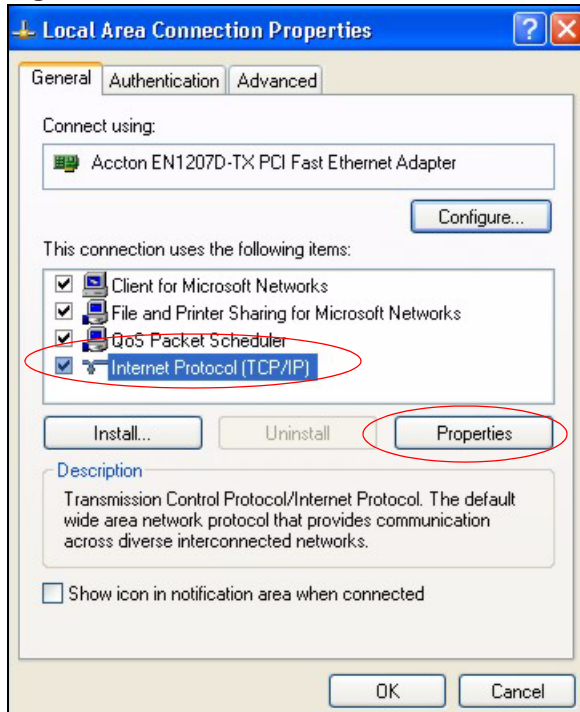 Local Area Connection Properties
General Authentication Advanced
Connect using:
Accton EN1207D-TX PCI Fast Ethernet Adapter
Configure...
This connection uses the following items:
Client for Microsoft Networks
File and Printer Sharing for Microsoft Networks
QoS Packet Scheduler
Internet Protocol (TCP/IP)
Install... Uninstall Properties
Description
Transmission Control Protocol/Internet Protocol. The default
wide area network protocol that provides communication
across diverse interconnected networks.
Show icon in notification area when connected
OK Cancel